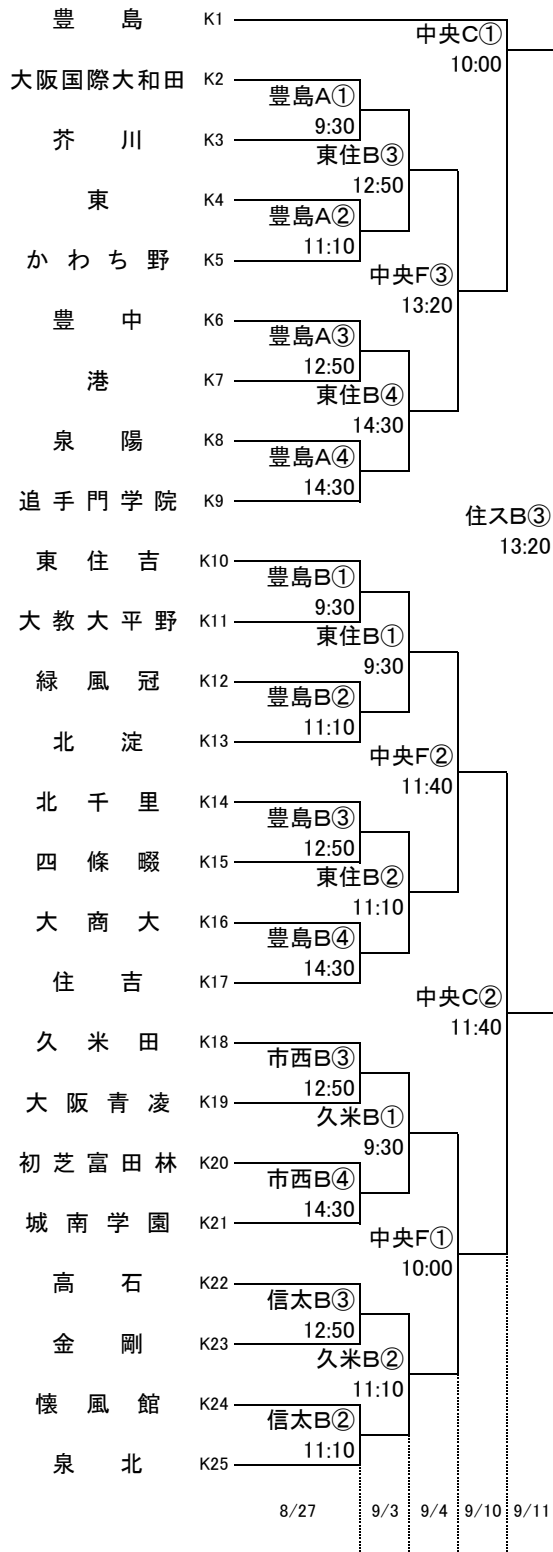 豊島 K1
中央C①
10:00
大阪国際大和田 K2
豊島A①
9:30
芥川 K3
東住B③
12:50
東 K4
豊島A②
11:10
かわち野 K5
中央F③
13:20
豊中 K6
豊島A③
12:50
港 K7
東住B④
14:30
泉陽 K8
豊島A④
14:30
追手門学院 K9
住スB③
13:20
東住吉 K10
豊島B①
9:30
大教大平野 K11
東住B①
9:30
緑風冠 K12
豊島B②
11:10
北淀 K13
中央F②
11:40
北千里 K14
豊島B③
12:50
四條畷 K15
東住B②
11:10
大商大 K16
豊島B④
14:30
住吉 K17
中央C②
11:40
久米田 K18
市西B③
12:50
大阪青凌 K19
久米B①
9:30
初芝富田林 K20
市西B④
14:30
城南学園 K21
中央F①
10:00
高石 K22
信太B③
12:50
金剛 K23
久米B②
11:10
懐風館 K24
信太B②
11:10
泉北 K25
8/27 9/3 9/4 9/10 9/11